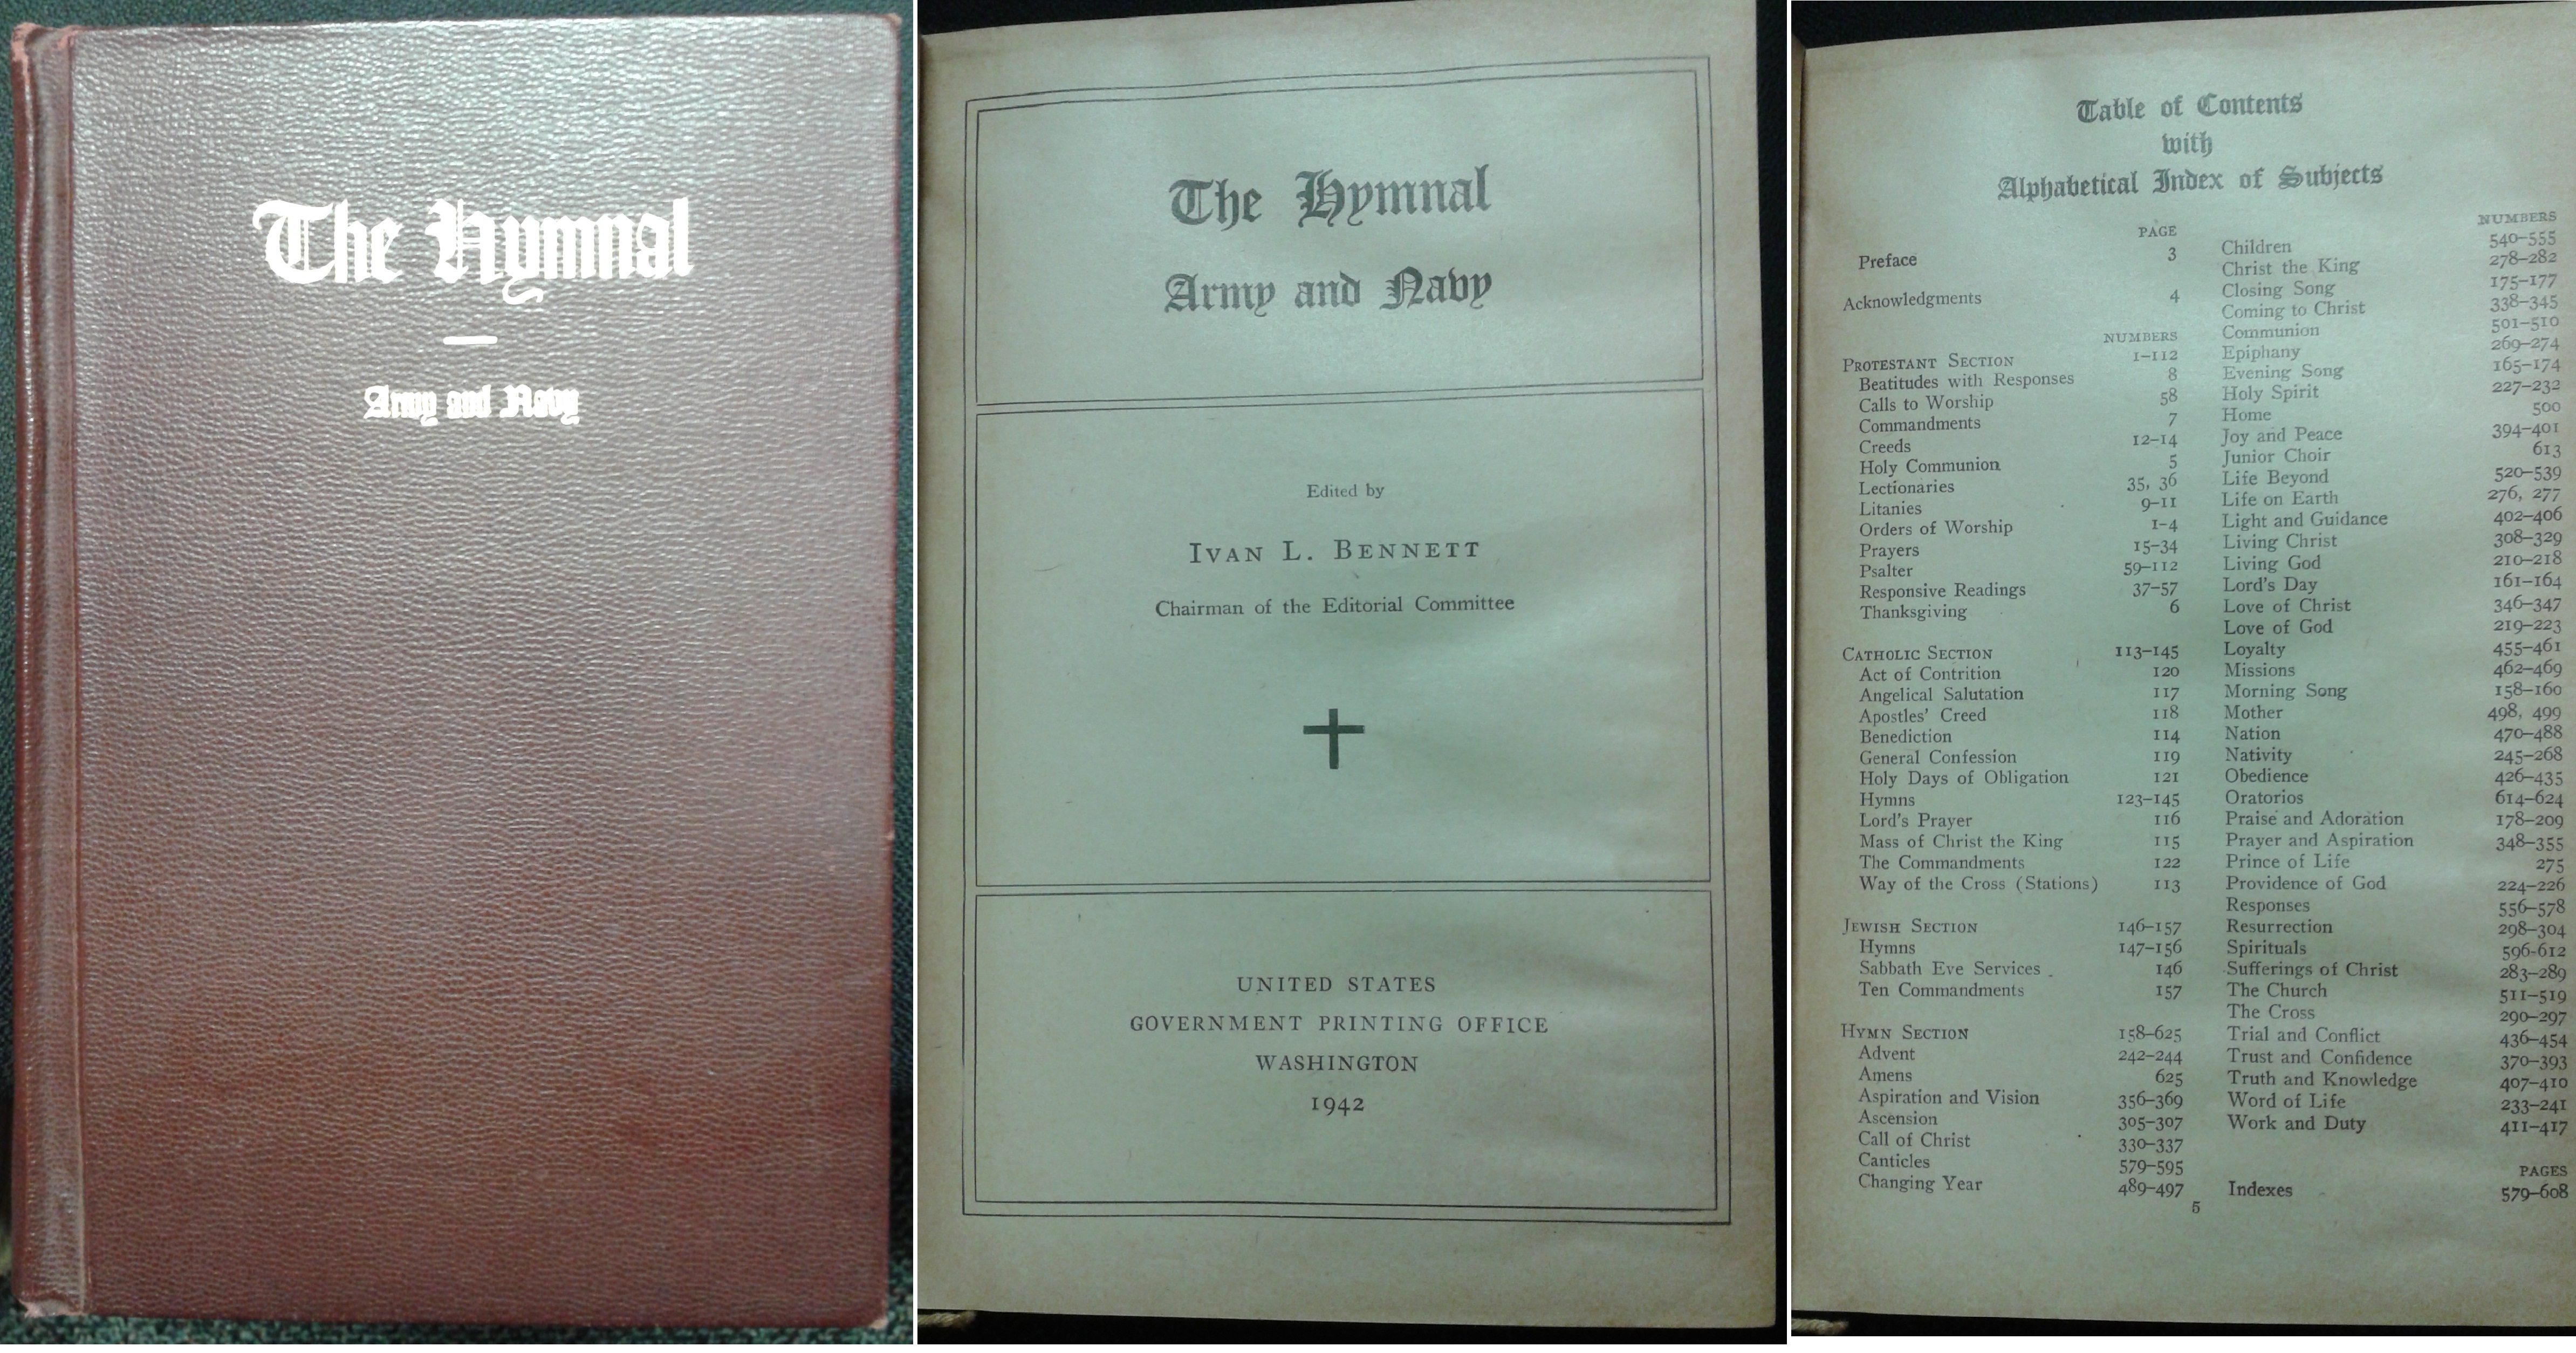 The Hymnal
Army and Navy
The Hymnal
Army and Navy
Edited by
IVAN L. BENNETT
Chairman of the Editorial Committee
UNITED STATES
GOVERNMENT PRINTING OFFICE
WASHINGTON
1942
Table of Contents
with
Alphabetical Index of Subjects
PAGE
Preface 3
Acknowledgments 4
NUMBERS
PROTESTANT SECTION 1–112
Beatitudes with Responses 8
Calls to Worship 58
Commandments 7
Creeds 12–14
Holy Communion 5
Lectionaries 35, 36
Litanies 9–11
Orders of Worship 1–4
Prayers 15–34
Psalter 59–112
Responsive Readings 37–57
Thanksgiving 6
CATHOLIC SECTION 113–145
Act of Contrition 120
Angelical Salutation 117
Apostles' Creed 118
Benediction 114
General Confession 119
Holy Days of Obligation 121
Hymns 123–145
Lord's Prayer 116
Mass of Christ the King 115
The Commandments 122
Way of the Cross (Stations) 113
JEWISH SECTION 146–157
Hymns 147–156
Sabbath Eve Services 146
Ten Commandments 157
HYMN SECTION 158–625
Advent 242–244
Amens 625
Aspiration and Vision 356–369
Ascension 305–307
Call of Christ 330–337
Canticles 579–595
Changing Year 489–497
NUMBERS
Children 540–555
Christ the King 278–282
Closing Song 175–177
Coming to Christ 338–345
Communion 501–510
Epiphany 269–274
Evening Song 165–174
Holy Spirit 227–232
Home 500
Joy and Peace 394–401
Junior Choir 613
Life Beyond 520–539
Life on Earth 276, 277
Light and Guidance 402–406
Living Christ 308–329
Living God 210–218
Lord's Day 161–164
Love of Christ 346–347
Love of God 219–223
Loyalty 455–461
Missions 462–469
Morning Song 158–160
Mother 498, 499
Nation 470–488
Nativity 245–268
Obedience 426–435
Oratorios 614–624
Praise and Adoration 178–209
Prayer and Aspiration 348–355
Prince of Life 275
Providence of God 224–226
Responses 556–578
Resurrection 298–304
Spirituals 596-612
Sufferings of Christ 283–289
The Church 511–519
The Cross 290–297
Trial and Conflict 436–454
Trust and Confidence 370–393
Truth and Knowledge 407–410
Word of Life 233–241
Work and Duty 411–417
PAGES
Indexes 579–608
5